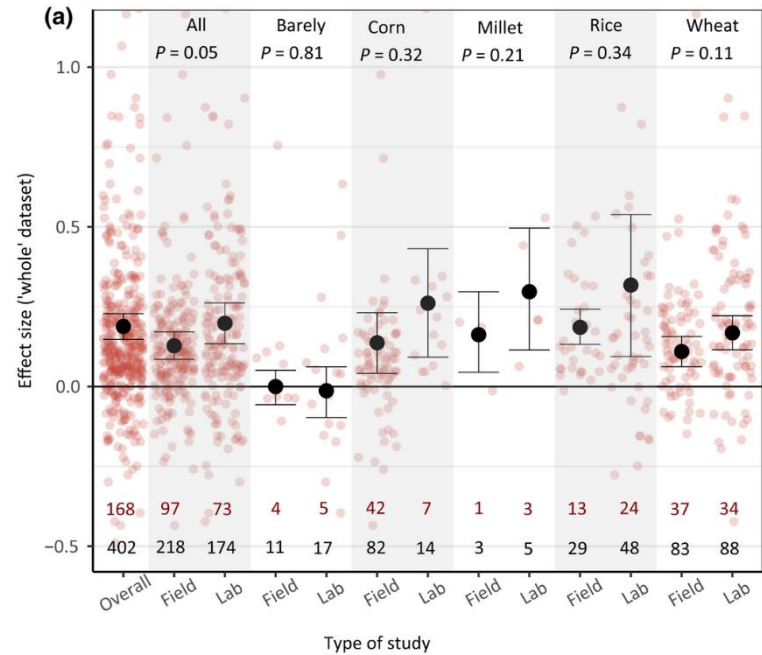 (a)
All Barely Corn Millet Rice Wheat
P = 0.05 P = 0.81 P = 0.32 P = 0.21 P = 0.34 P = 0.11
1.0
0.5
0.0
−0.5
Effect size ('whole' dataset)
168 97 73 4 5 42 7 1 3 13 24 37 34
402 218 174 11 17 82 14 3 5 29 48 83 88
Overall Field Lab Field Lab Field Lab Field Lab Field Lab Field Lab
Type of study